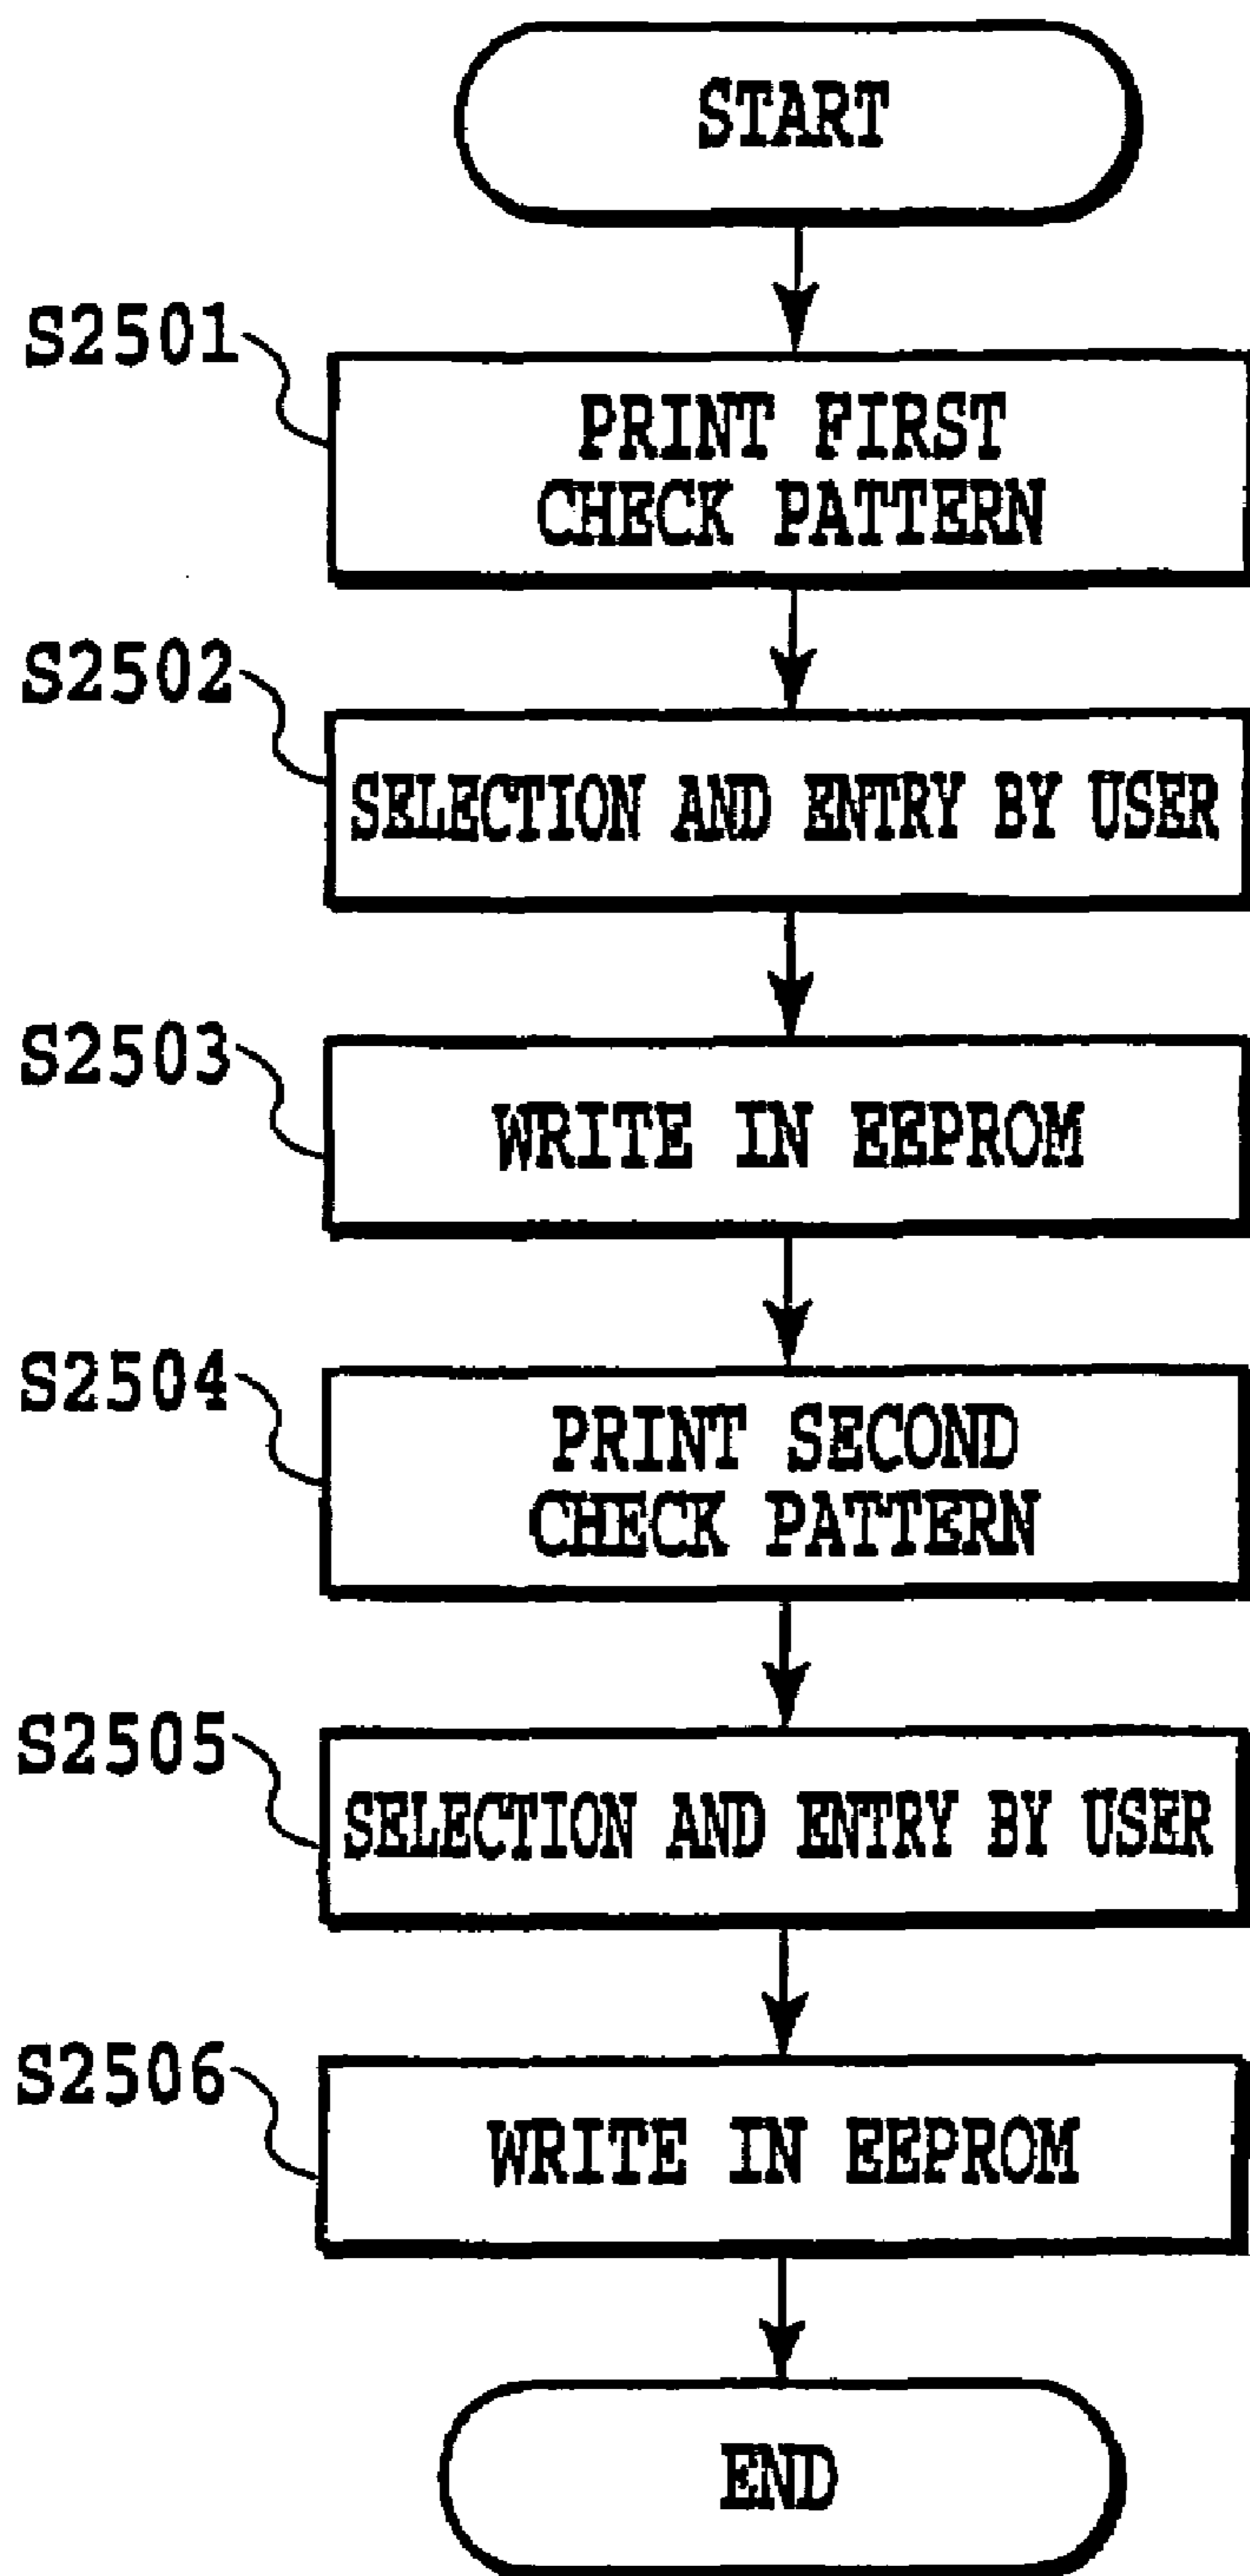 START
S2501
PRINT FIRST
CHECK PATTERN
S2502
SELECTION AND ENTRY BY USER
S2503
WRITE IN EEPROM
S2504
PRINT SECOND
CHECK PATTERN
S2505
SELECTION AND ENTRY BY USER
S2506
WRITE IN EEPROM
END